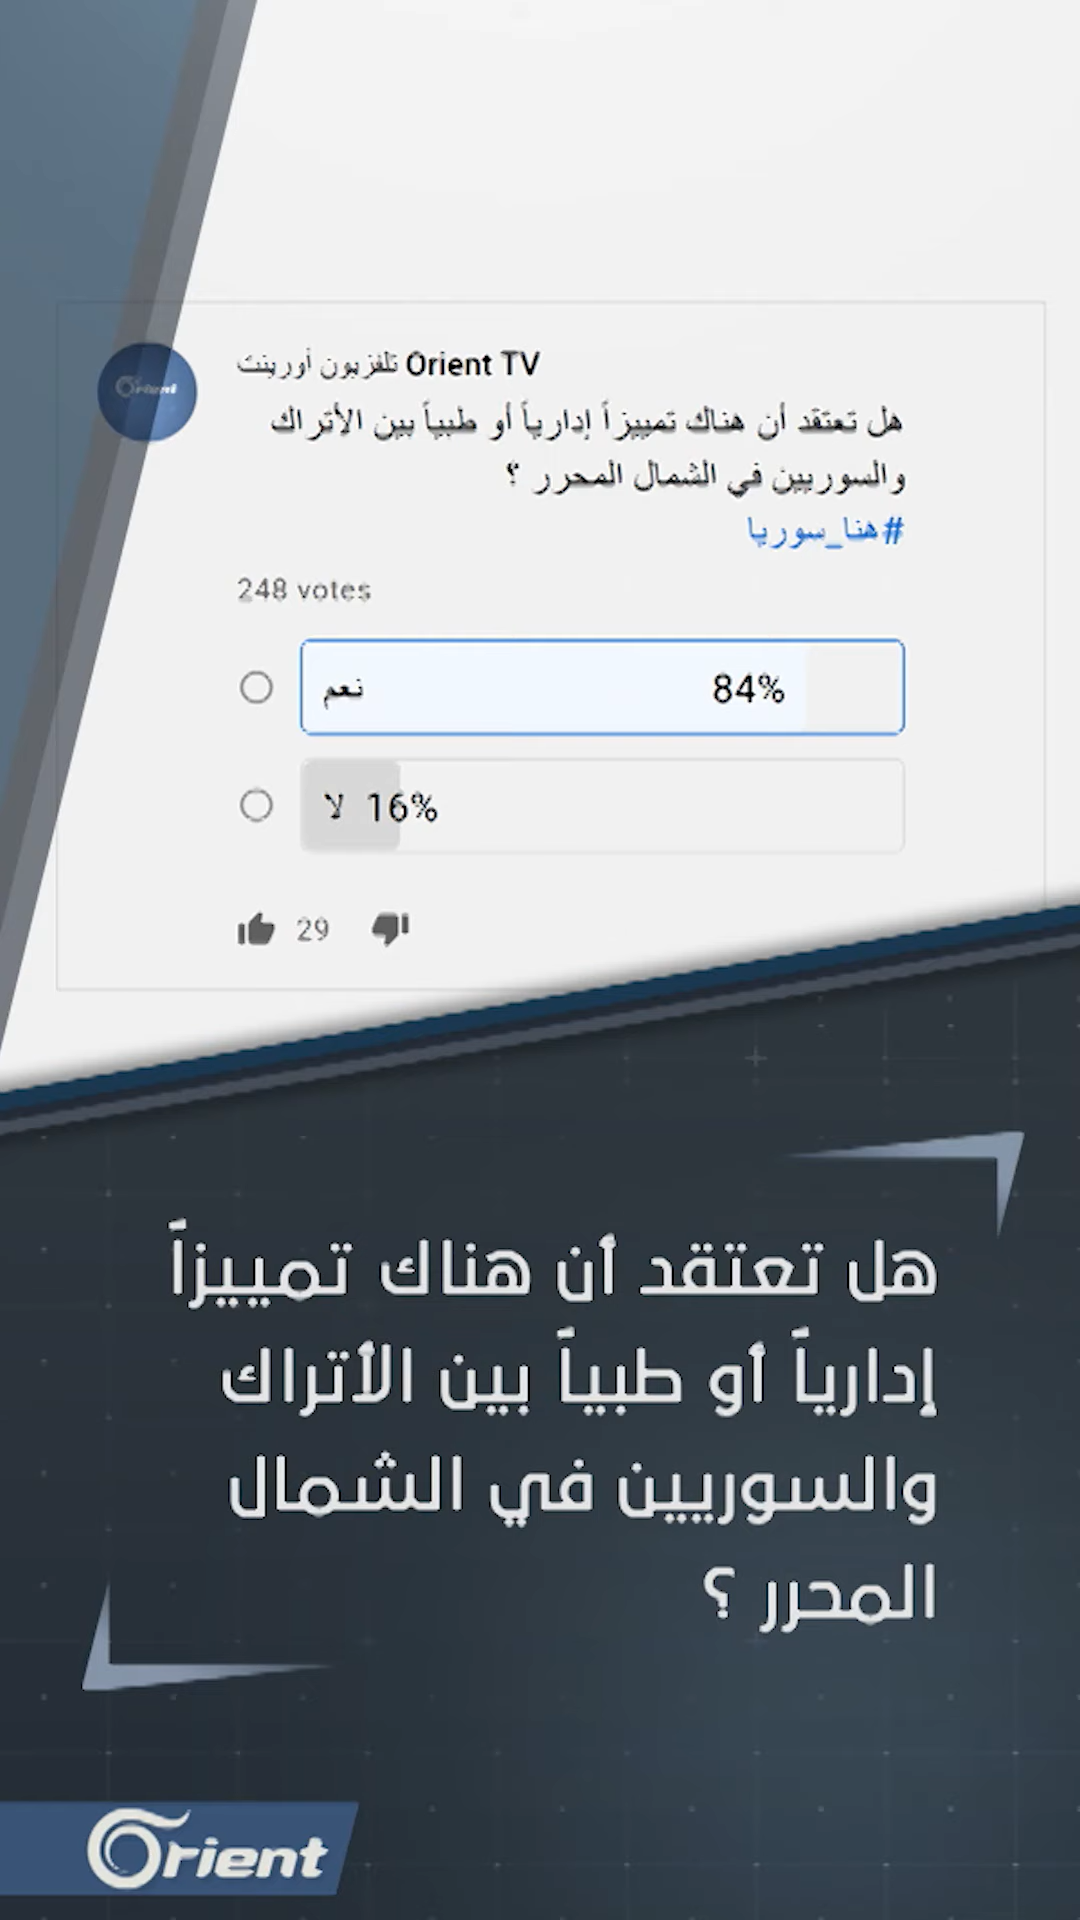 Orient
Orient TV تلفزيون أورينت
هل تعتقد أن هناك تمييزاً إدارياً أو طبياً بين الأتراك
والسوريين في الشمال المحرر ؟
#هنا_سوريا
248 votes
نعم 84%
لا 16%
29
هل تعتقد أن هناك تمييزاً
إدارياً أو طبياً بين الأتراك
والسوريين في الشمال
المحرر ؟
Orient